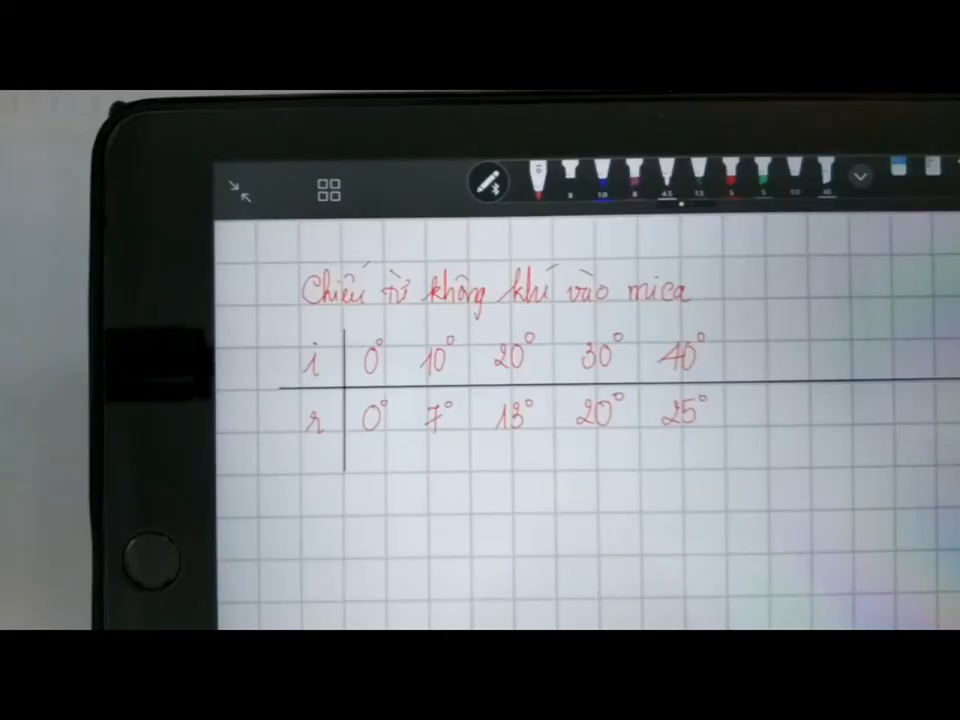 Chiếu từ không khí vào mica
i 0° 10° 20° 30° 40°
r 0° 7° 13° 20° 25°